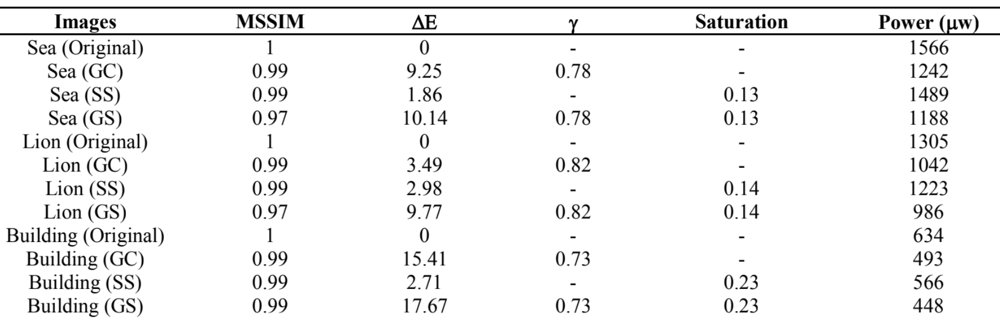 Images MSSIM ΔE γ Saturation Power (μw)
Sea (Original) 1 0 - - 1566
Sea (GC) 0.99 9.25 0.78 - 1242
Sea (SS) 0.99 1.86 - 0.13 1489
Sea (GS) 0.97 10.14 0.78 0.13 1188
Lion (Original) 1 0 - - 1305
Lion (GC) 0.99 3.49 0.82 - 1042
Lion (SS) 0.99 2.98 - 0.14 1223
Lion (GS) 0.97 9.77 0.82 0.14 986
Building (Original) 1 0 - - 634
Building (GC) 0.99 15.41 0.73 - 493
Building (SS) 0.99 2.71 - 0.23 566
Building (GS) 0.99 17.67 0.73 0.23 448